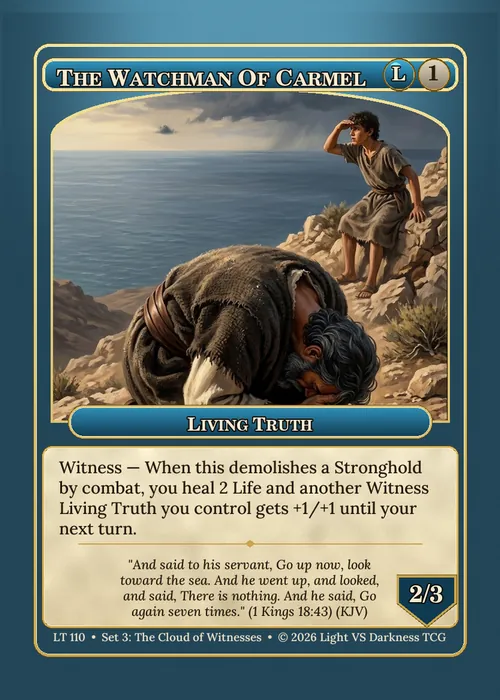 The Watchman Of Carmel L 1
Living Truth
Witness — When this demolishes a Stronghold
by combat, you heal 2 Life and another Witness
Living Truth you control gets +1/+1 until your
next turn.
"And said to his servant, Go up now, look
toward the sea. And he went up, and looked,
and said, There is nothing. And he said, Go
again seven times." (1 Kings 18:43) (KJV)
2/3
LT 110 • Set 3: The Cloud of Witnesses • © 2026 Light VS Darkness TCG